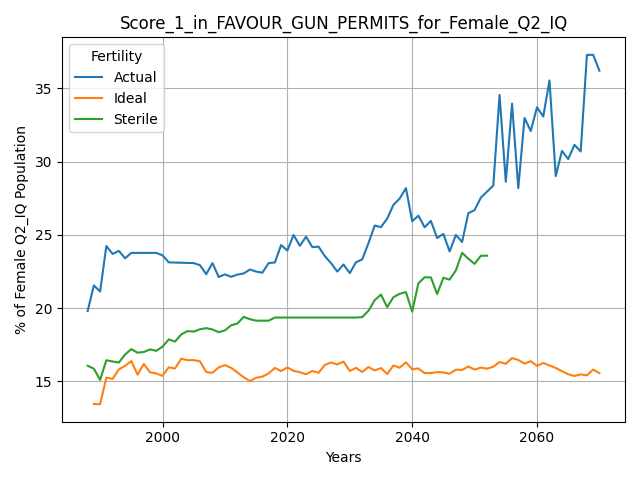 Score_1_in_FAVOUR_GUN_PERMITS_for_Female_Q2_IQ
Fertility
Actual
Ideal
Sterile
% of Female Q2_IQ Population
35
30
25
20
15
2000
2020
2040
2060
Years